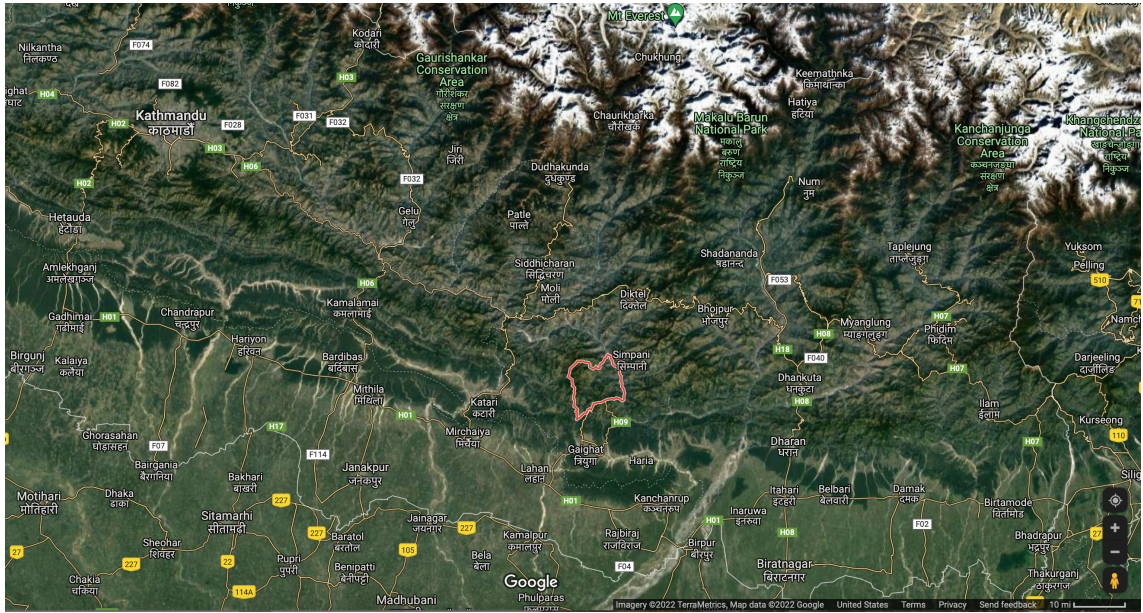 Mt Everest
Kodari
कोदारी
Nilkantha
निलकण्ठ
F074
Gaurishankar
Conservation
Area
गौरीशंकर
संरक्षण
क्षेत्र
Chukhung
Keemathnka
किमाथान्का
H03
F082
H04
Hatiya
हटिया
Kathmandu
काठमाडौं
H02
F028
F031
F032
Chaurikharka
चौरीखर्क
Makalu Barun
National Park
मकालु
बरुण
राष्ट्रिय
निकुञ्ज
Kanchanjunga
Conservation
Area
कञ्चनजङ्घा
संरक्षण
क्षेत्र
राष्ट्रिय
निकुञ्ज
H03
H06
Jiri
जिरी
Dudhakunda
दुधकुण्ड
H02
F032
Num
नुम
Hetauda
हेटौडा
Gelu
गेलु
Patle
पाल्ते
Shadananda
षडानन्द
Taplejung
ताप्लेजुङ्ग
Yuksom
Pelling
510
Amlekhganj
अमलेखगञ्ज
Siddhicharan
सिद्धिचरण
Moli
मोली
H06
F053
Kamalamai
कमलामाई
Diktel
दिक्तेल
Bhojpur
भोजपुर
Gadhimai
गढीमाई
H01
Chandrapur
चन्द्रपुर
Myanglung
म्याङ्गलुङ्ग
H07
Phidim
फिदिम
H08
Hariyon
हरिवन
Birgunj
बीरगञ्ज
Kalaiya
कलैया
Bardibas
बर्दिबास
Simpani
सिम्पानी
H18
F040
Darjeeling
दार्जीलिङ
H07
Mithila
मिथिला
Dhankuta
धनकुटा
H08
Katari
कटारी
Ilam
ईलाम
Kurseong
110
H01
H17
H09
Ghorasahan
घोड़ासहन
F07
Mirchaiya
मिर्चैया
Gaighat
त्रियुगा
Haria
Dharan
धरान
H07
F114
Bairgania
बैरगनिया
Bakhari
बाखरी
Janakpur
जनकपुर
Lahan
लहान
Motihari
मोतिहारी
Dhaka
ढाका
227
H01
Kanchanrup
कञ्चनरुप
Itahari
इटहरी
Belbari
बेलवारी
Damak
दमक
Birtamode
विर्तामोड
Sitamarhi
सीतामढ़ी
Jainagar
जयनगर
227
Inaruwa
इनरुवा
H01
F02
27
Sheohar
शिवहर
227
Baratol
बरतोल
105
Kamalpur
कमालपुर
Rajbiraj
राजविराज
Birpur
बीरपुर
H08
Bhadrapur
भद्रपुर
27
227
22
Pupri
पुपरी
Benipatti
बेनीपट्टी
Bela
बेला
F04
Biratnagar
बिराटनगर
Chakia
चकिया
114A
Madhubani
Google
Phulparas
Thakurganj
ठाकुरगंज
Imagery ©2022 TerraMetrics, Map data ©2022 Google United States Terms Privacy Send feedback 10 mi